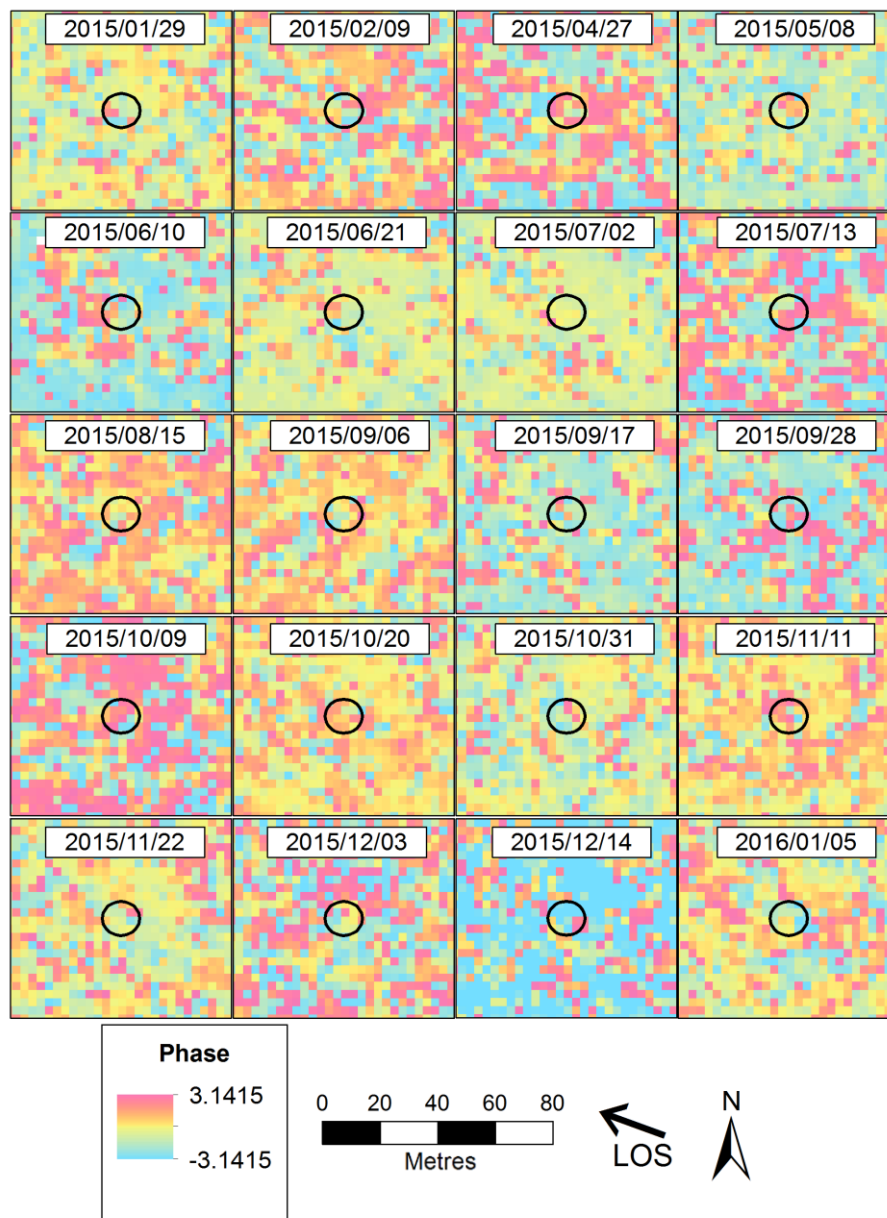 2015/01/29 2015/02/09 2015/04/27 2015/05/08
2015/06/10 2015/06/21 2015/07/02 2015/07/13
2015/08/15 2015/09/06 2015/09/17 2015/09/28
2015/10/09 2015/10/20 2015/10/31 2015/11/11
2015/11/22 2015/12/03 2015/12/14 2016/01/05
Phase
3.1415
-3.1415
0 20 40 60 80
Metres
LOS
N